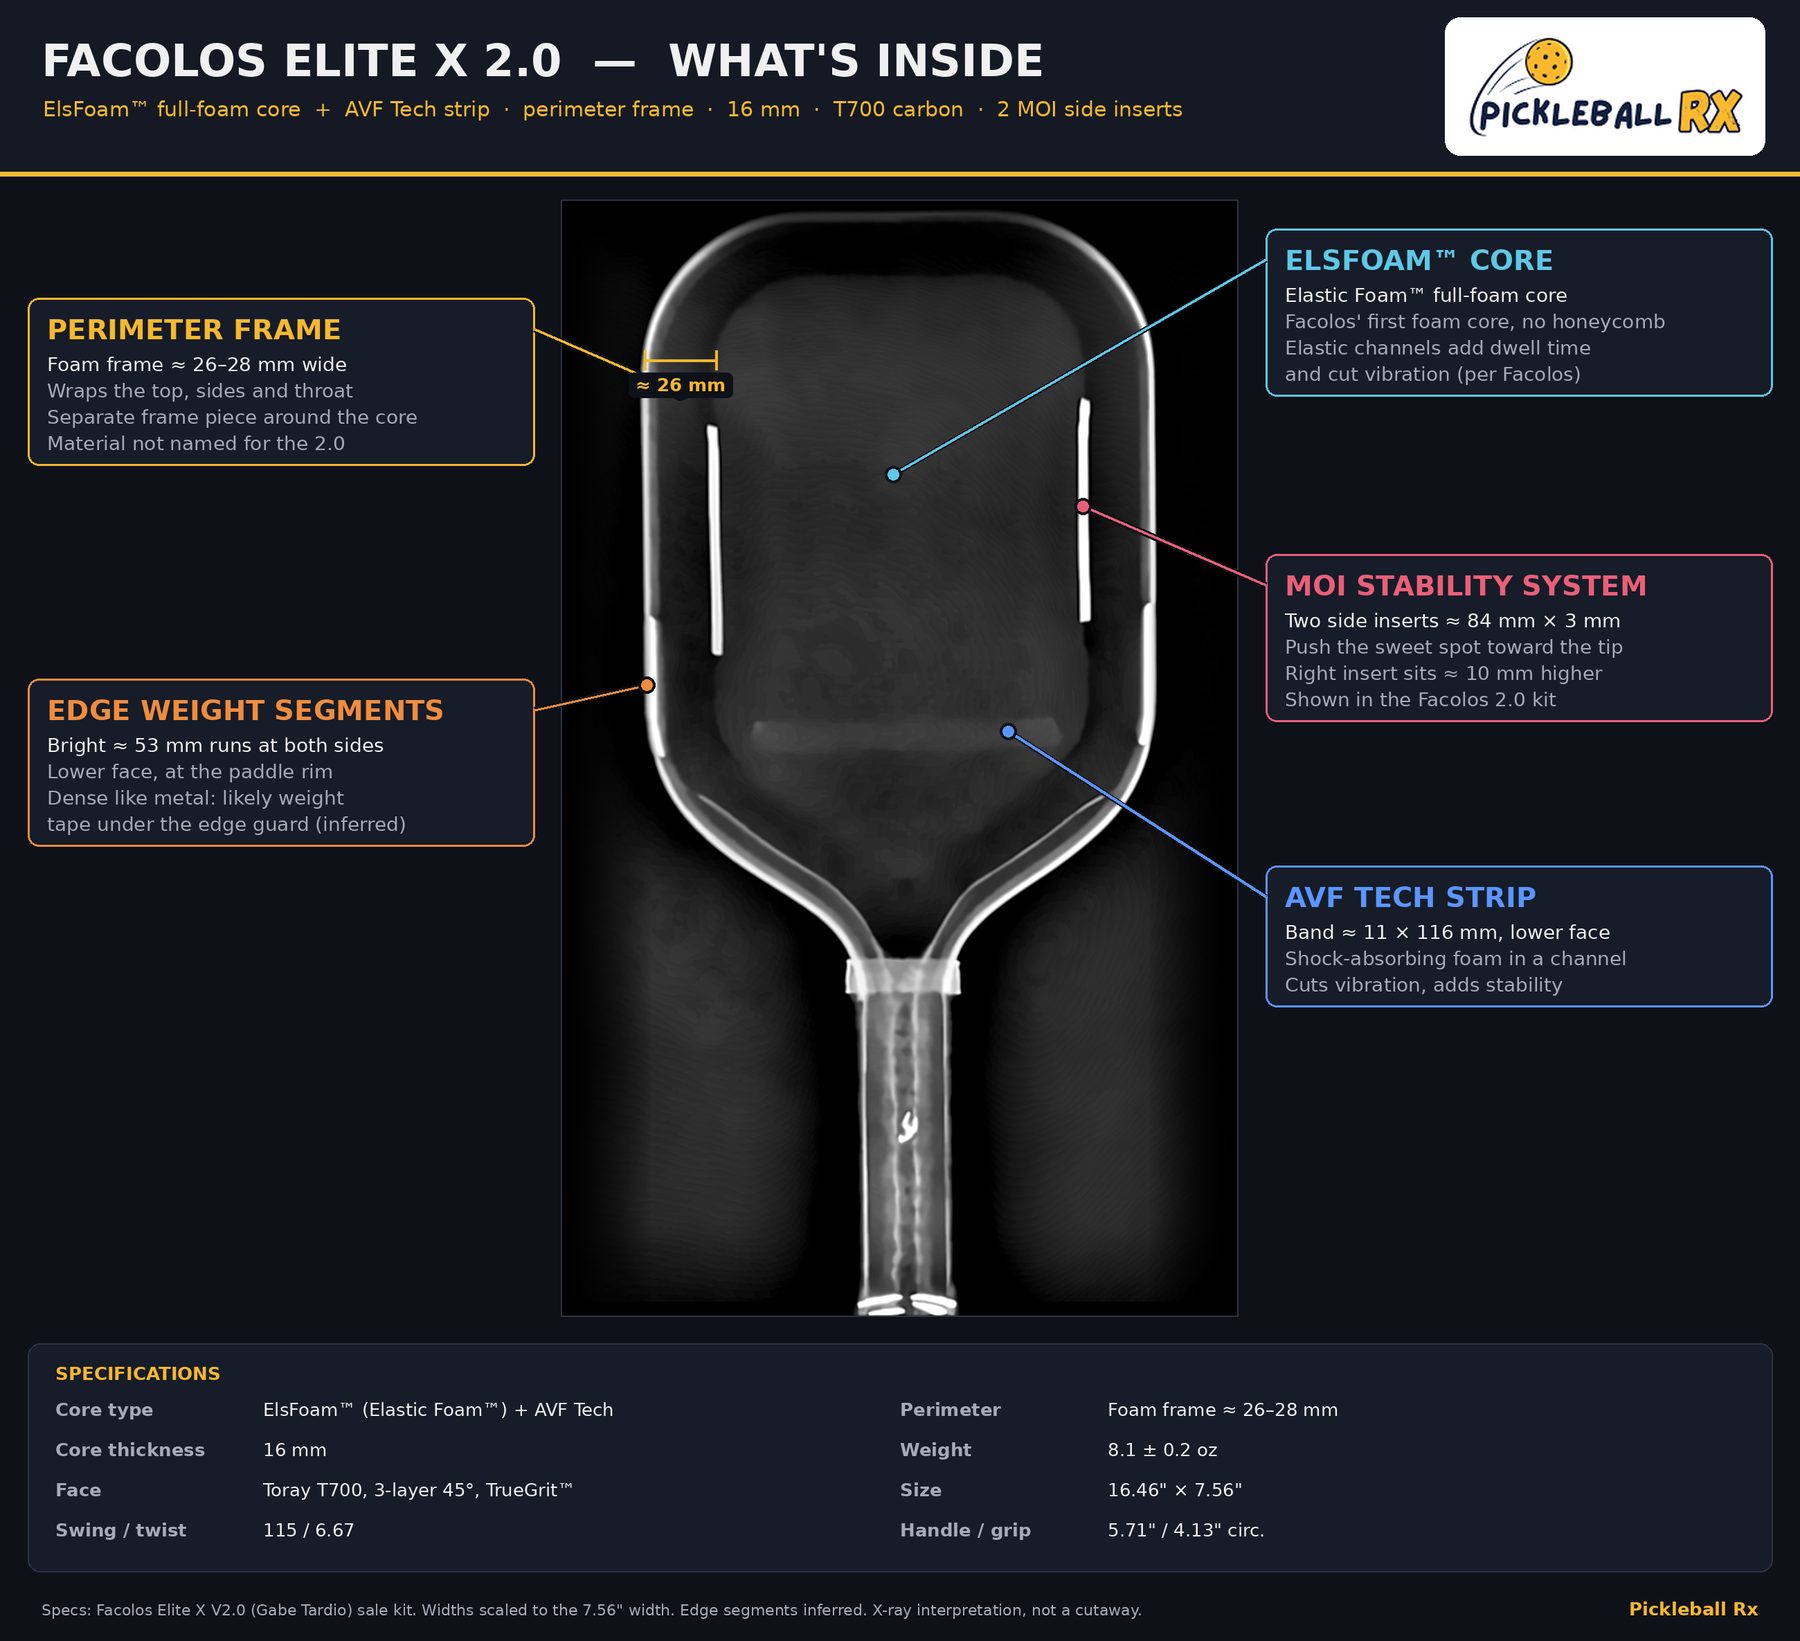 FACOLOS ELITE X 2.0 — WHAT'S INSIDE
ElsFoam™ full-foam core + AVF Tech strip · perimeter frame · 16 mm · T700 carbon · 2 MOI side inserts
PICKLEBALL RX
PERIMETER FRAME
Foam frame ≈ 26–28 mm wide
Wraps the top, sides and throat
Separate frame piece around the core
Material not named for the 2.0
≈ 26 mm
EDGE WEIGHT SEGMENTS
Bright ≈ 53 mm runs at both sides
Lower face, at the paddle rim
Dense like metal: likely weight
tape under the edge guard (inferred)
ELSFOAM™ CORE
Elastic Foam™ full-foam core
Facolos' first foam core, no honeycomb
Elastic channels add dwell time
and cut vibration (per Facolos)
MOI STABILITY SYSTEM
Two side inserts ≈ 84 mm × 3 mm
Push the sweet spot toward the tip
Right insert sits ≈ 10 mm higher
Shown in the Facolos 2.0 kit
AVF TECH STRIP
Band ≈ 11 × 116 mm, lower face
Shock-absorbing foam in a channel
Cuts vibration, adds stability
SPECIFICATIONS
Core type ElsFoam™ (Elastic Foam™) + AVF Tech
Core thickness 16 mm
Face Toray T700, 3-layer 45°, TrueGrit™
Swing / twist 115 / 6.67
Perimeter Foam frame ≈ 26–28 mm
Weight 8.1 ± 0.2 oz
Size 16.46" × 7.56"
Handle / grip 5.71" / 4.13" circ.
Specs: Facolos Elite X V2.0 (Gabe Tardio) sale kit. Widths scaled to the 7.56" width. Edge segments inferred. X-ray interpretation, not a cutaway.
Pickleball Rx